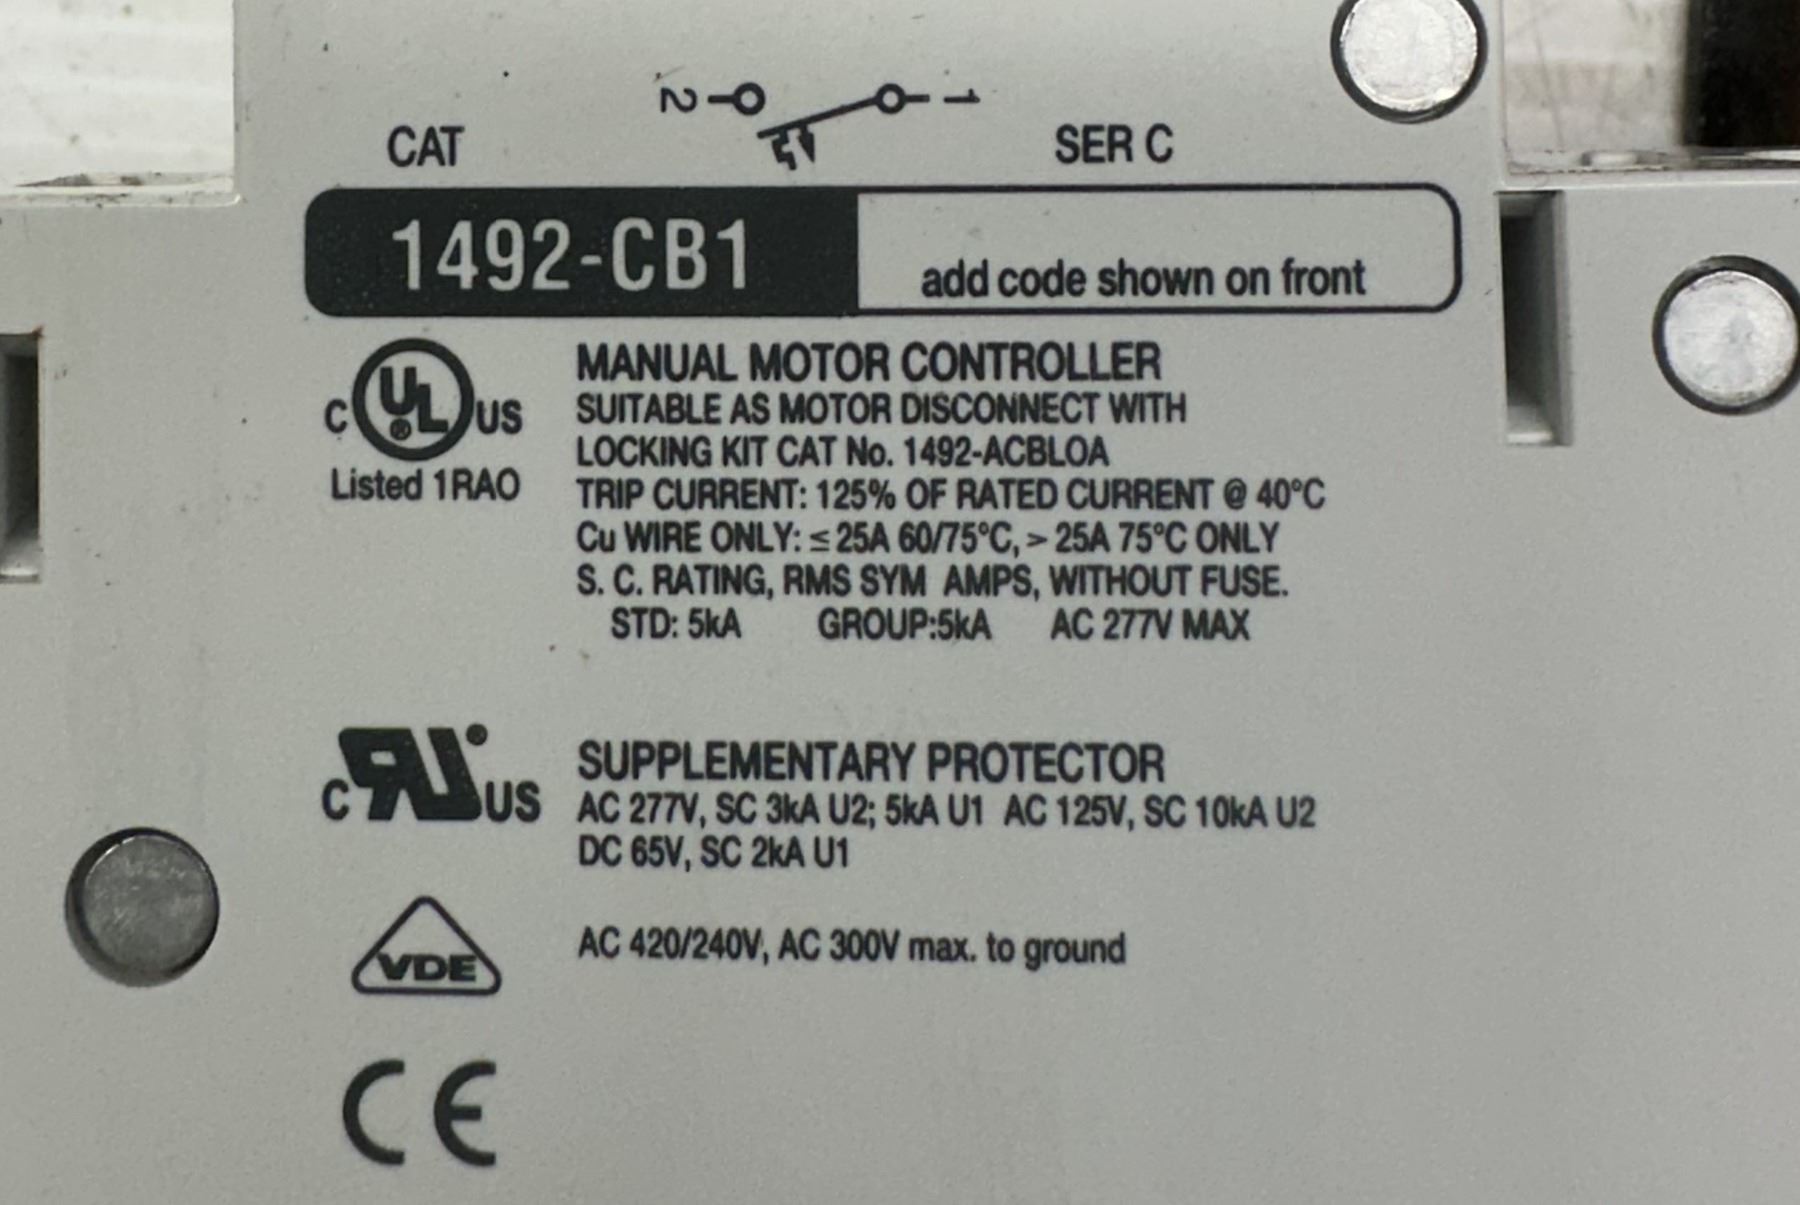 2 1
CAT SER C
1492-CB1 add code shown on front
C UL® US
Listed 1RAO
MANUAL MOTOR CONTROLLER
SUITABLE AS MOTOR DISCONNECT WITH
LOCKING KIT CAT No. 1492-ACBLOA
TRIP CURRENT: 125% OF RATED CURRENT @ 40°C
Cu WIRE ONLY: ≤ 25A 60/75°C, > 25A 75°C ONLY
S. C. RATING, RMS SYM AMPS, WITHOUT FUSE.
STD: 5kA GROUP:5kA AC 277V MAX
C RU® US
SUPPLEMENTARY PROTECTOR
AC 277V, SC 3kA U2; 5kA U1 AC 125V, SC 10kA U2
DC 65V, SC 2kA U1
VDE
AC 420/240V, AC 300V max. to ground
CE